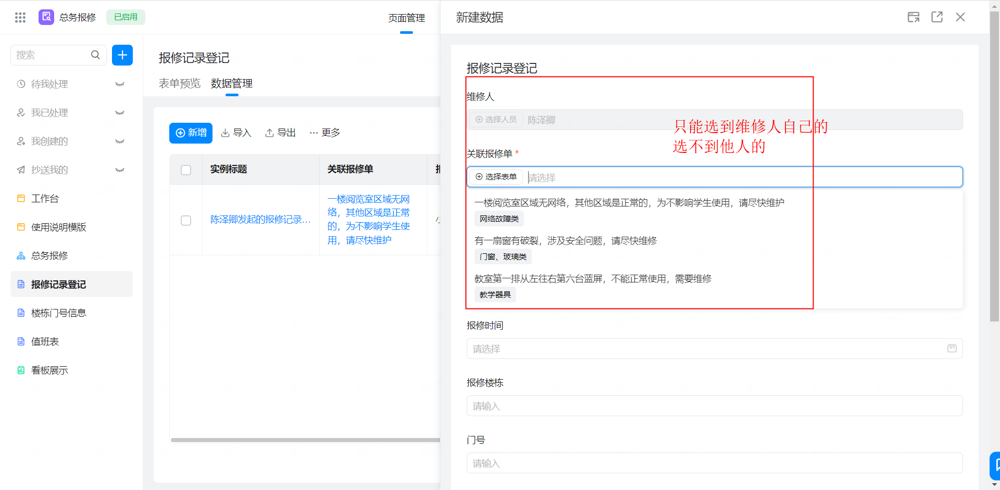 总务报修
已启用
页面管理
搜索
待我处理
我已处理
我创建的
抄送我的
工作台
使用说明模版
总务报修
报修记录登记
楼栋门号信息
值班表
看板展示
报修记录登记
表单预览
数据管理
新增
导入
导出
更多
实例标题
关联报修单
陈泽卿发起的报修记录...
一楼阅览室区域无网
络，其他区域是正常
的，为不影响学生使
用，请尽快维护
新建数据
报修记录登记
维修人
选择人员
陈泽卿
只能选到维修人自己的
选不到他人的
关联报修单 *
选择表单
请选择
一楼阅览室区域无网络，其他区域是正常的，为不影响学生使用，请尽快维护
网络故障类
有一扇窗有破裂，涉及安全问题，请尽快维修
门窗、玻璃类
教室第一排从左往右第六台蓝屏，不能正常使用，需要维修
教学器具
报修时间
请选择
报修楼栋
请输入
门号
请输入